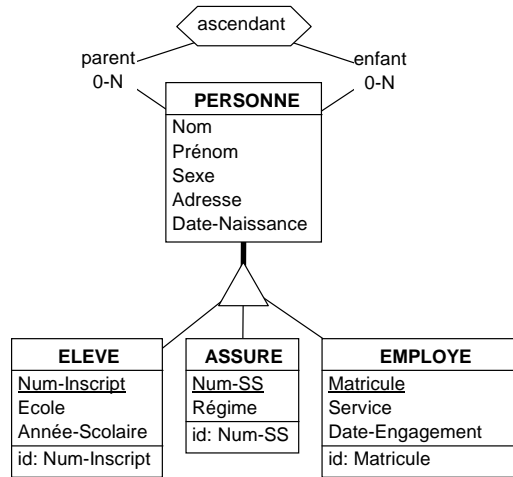 ascendant
parent
0-N
enfant
0-N
PERSONNE
Nom
Prénom
Sexe
Adresse
Date-Naissance
ELEVE
Num-Inscript
Ecole
Année-Scolaire
id: Num-Inscript
ASSURE
Num-SS
Régime
id: Num-SS
EMPLOYE
Matricule
Service
Date-Engagement
id: Matricule